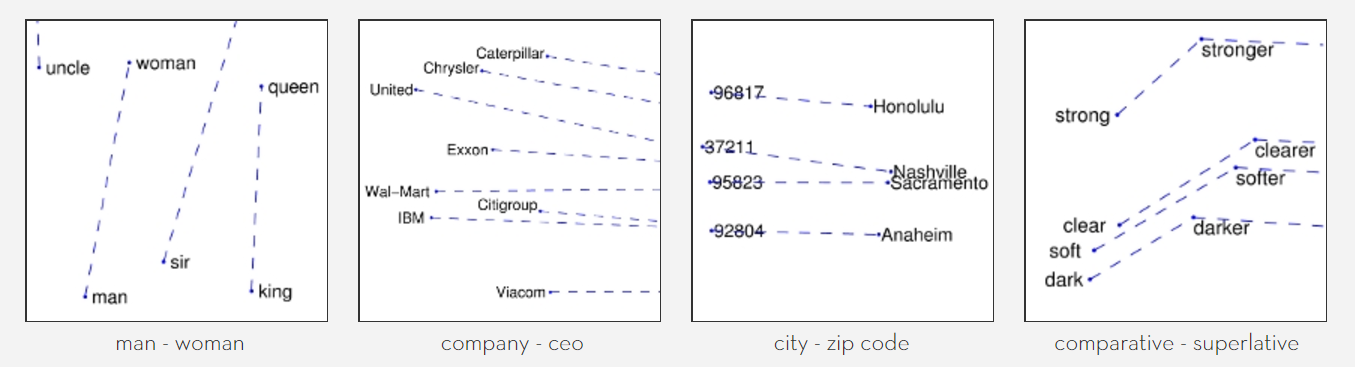 uncle
woman
queen
sir
man
king
man - woman
Caterpillar
Chrysler
United
Exxon
Wal-Mart
Citigroup
IBM
Viacom
company - ceo
96817
Honolulu
37211
Nashville
95823
Sacramento
92804
Anaheim
city - zip code
stronger
strong
clearer
softer
clear
darker
soft
dark
comparative - superlative